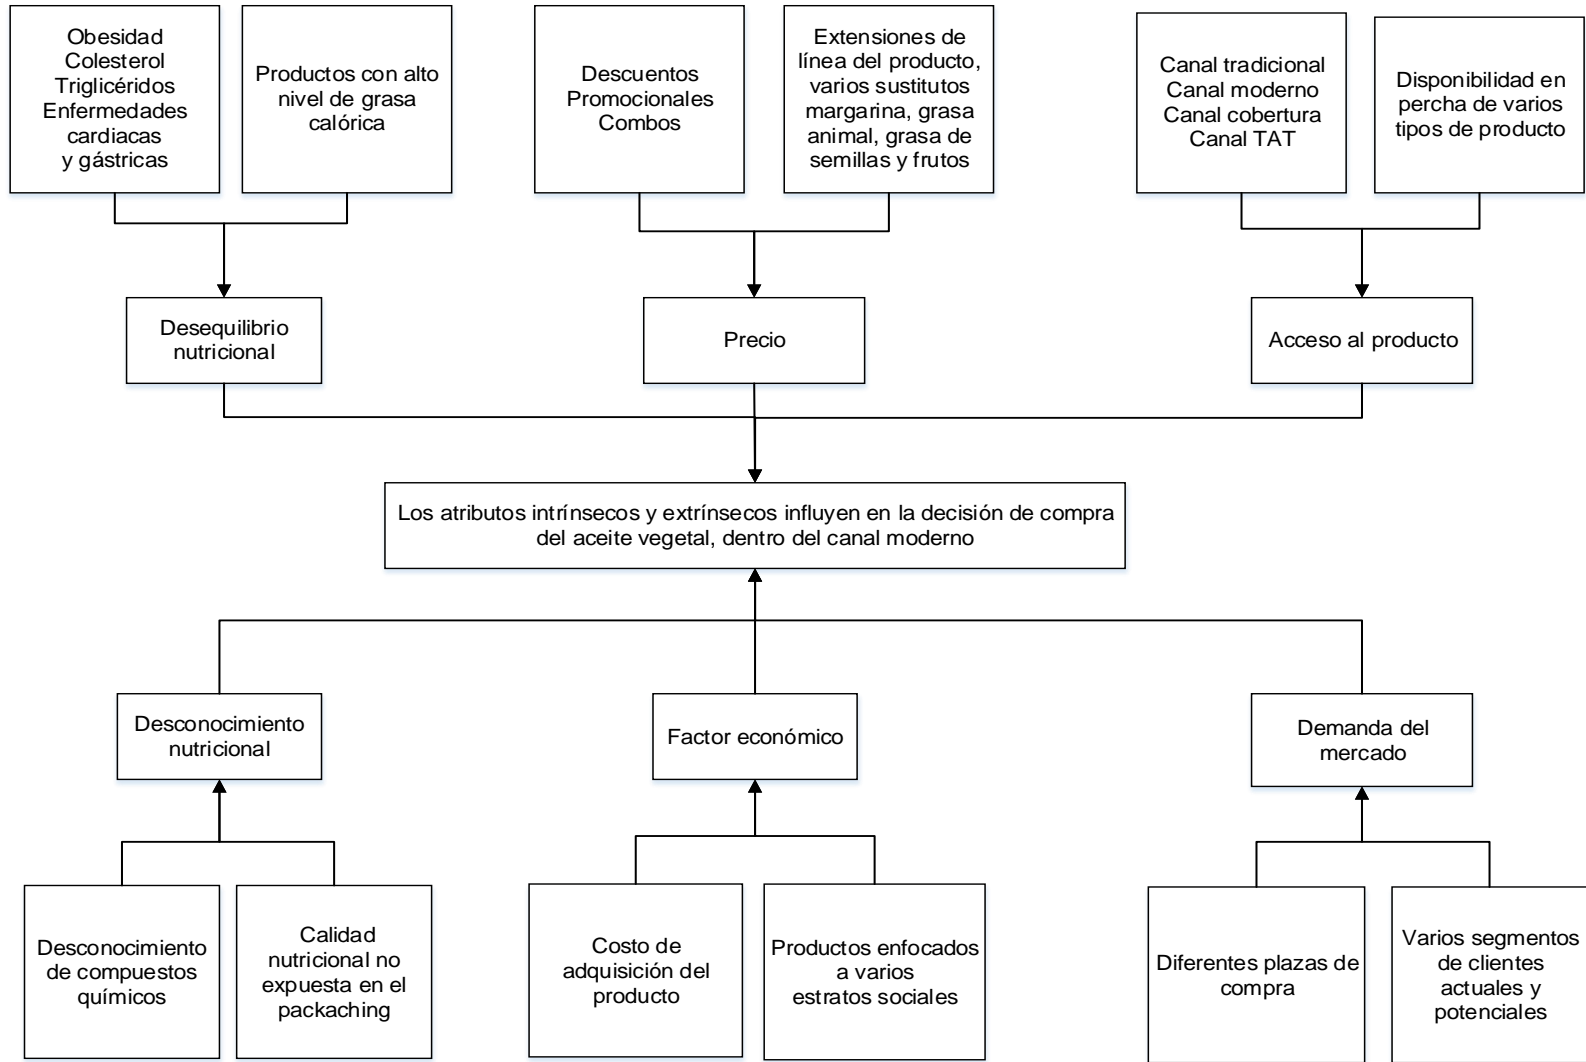 Obesidad
Colesterol
Triglicéridos
Enfermedades
cardiacas
y gástricas
Productos con alto
nivel de grasa
calórica
Descuentos
Promocionales
Combos
Extensiones de
línea del producto,
varios sustitutos
margarina, grasa
animal, grasa de
semillas y frutos
Canal tradicional
Canal moderno
Canal cobertura
Canal TAT
Disponibilidad en
percha de varios
tipos de producto
Desequilibrio
nutricional
Precio
Acceso al producto
Los atributos intrínsecos y extrínsecos influyen en la decisión de compra
del aceite vegetal, dentro del canal moderno
Desconocimiento
nutricional
Factor económico
Demanda del
mercado
Desconocimiento
de compuestos
químicos
Calidad
nutricional no
expuesta en el
packaching
Costo de
adquisición del
producto
Productos enfocados
a varios
estratos sociales
Diferentes plazas de
compra
Varios segmentos
de clientes
actuales y
potenciales